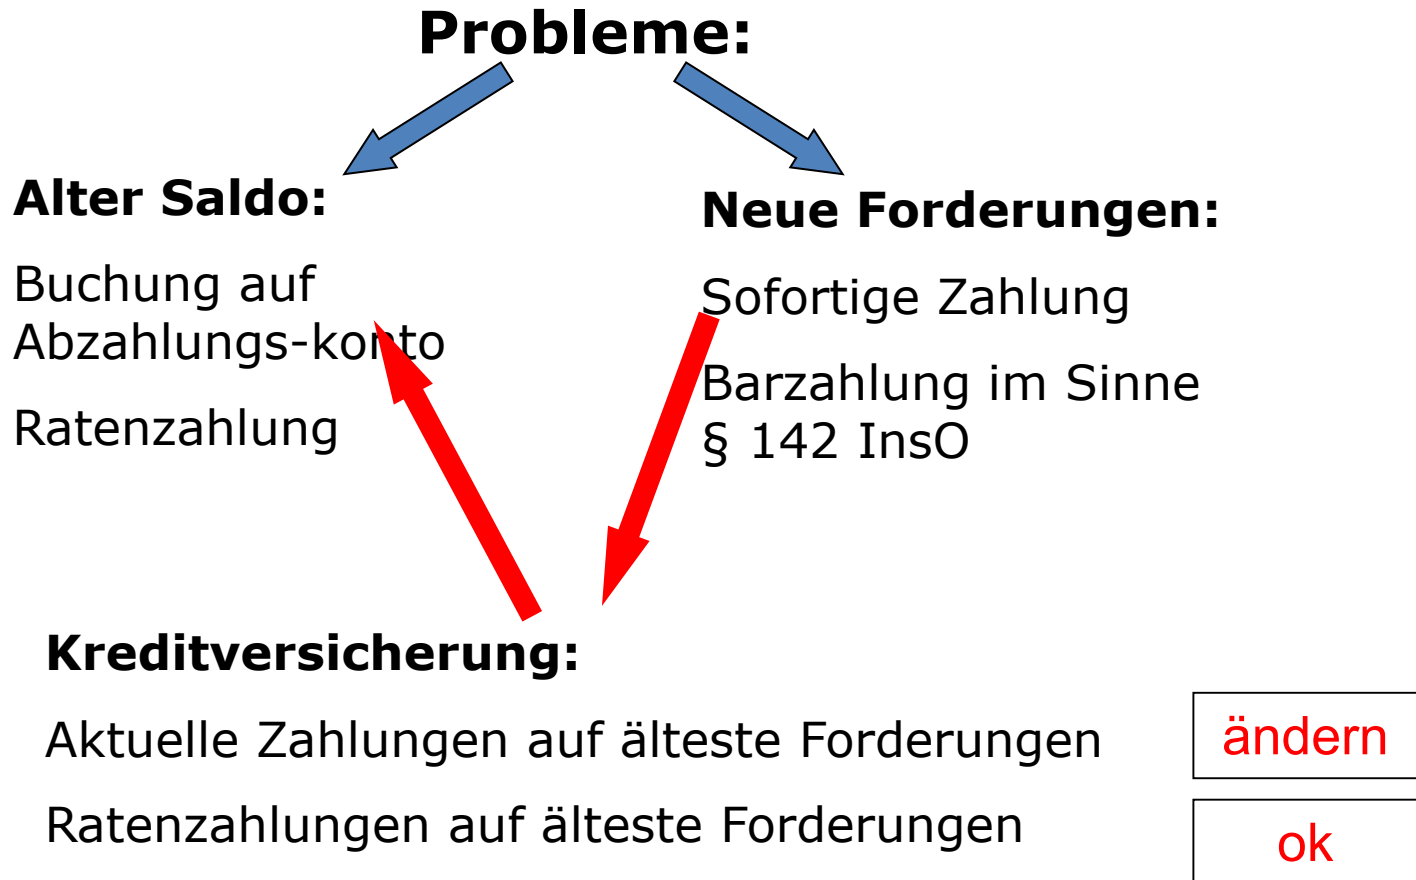 Probleme:
Alter Saldo:
Buchung auf
Abzahlungs-konto
Ratenzahlung
Neue Forderungen:
Sofortige Zahlung
Barzahlung im Sinne
§ 142 InsO
Kreditversicherung:
Aktuelle Zahlungen auf älteste Forderungen
ändern
Ratenzahlungen auf älteste Forderungen
ok